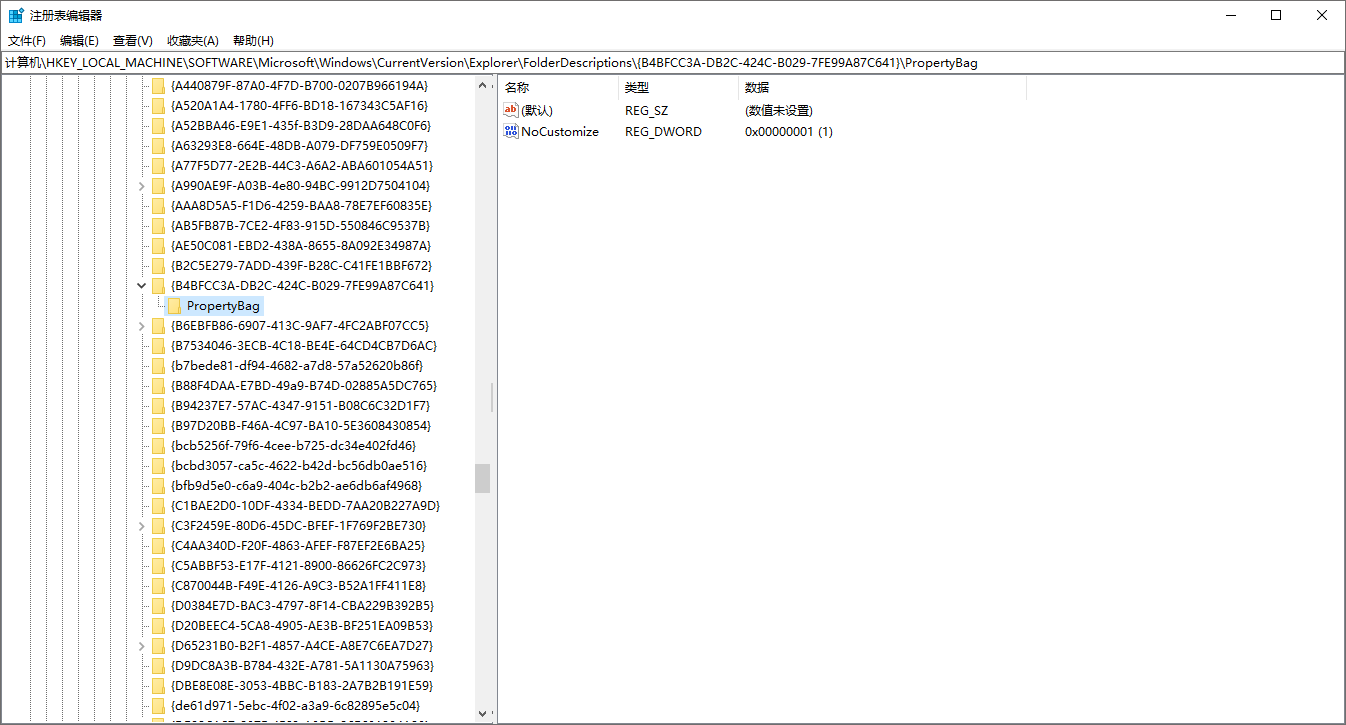 注册表编辑器
文件(F) 编辑(E) 查看(V) 收藏夹(A) 帮助(H)
计算机\HKEY_LOCAL_MACHINE\SOFTWARE\Microsoft\Windows\CurrentVersion\Explorer\FolderDescriptions\{B4BFCC3A-DB2C-424C-B029-7FE99A87C641}\PropertyBag
{A440879F-87A0-4F7D-B700-0207B966194A}
{A520A1A4-1780-4FF6-BD18-167343C5AF16}
{A52BBA46-E9E1-435f-B3D9-28DAA648C0F6}
{A63293E8-664E-48DB-A079-DF759E0509F7}
{A77F5D77-2E2B-44C3-A6A2-ABA601054A51}
{A990AE9F-A03B-4e80-94BC-9912D7504104}
{AAA8D5A5-F1D6-4259-BAA8-78E7EF60835E}
{AB5FB87B-7CE2-4F83-915D-550846C9537B}
{AE50C081-EBD2-438A-8655-8A092E34987A}
{B2C5E279-7ADD-439F-B28C-C41FE1BBF672}
{B4BFCC3A-DB2C-424C-B029-7FE99A87C641}
PropertyBag
{B6EBFB86-6907-413C-9AF7-4FC2ABF07CC5}
{B7534046-3ECB-4C18-BE4E-64CD4CB7D6AC}
{b7bede81-df94-4682-a7d8-57a52620b86f}
{B88F4DAA-E7BD-49a9-B74D-02885A5DC765}
{B94237E7-57AC-4347-9151-B08C6C32D1F7}
{B97D20BB-F46A-4C97-BA10-5E3608430854}
{bcb5256f-79f6-4cee-b725-dc34e402fd46}
{bcbd3057-ca5c-4622-b42d-bc56db0ae516}
{bfb9d5e0-c6a9-404c-b2b2-ae6db6af4968}
{C1BAE2D0-10DF-4334-BEDD-7AA20B227A9D}
{C3F2459E-80D6-45DC-BFEF-1F769F2BE730}
{C4AA340D-F20F-4863-AFEF-F87EF2E6BA25}
{C5ABBF53-E17F-4121-8900-86626FC2C973}
{C870044B-F49E-4126-A9C3-B52A1FF411E8}
{D0384E7D-BAC3-4797-8F14-CBA229B392B5}
{D20BEEC4-5CA8-4905-AE3B-BF251EA09B53}
{D65231B0-B2F1-4857-A4CE-A8E7C6EA7D27}
{D9DC8A3B-B784-432E-A781-5A1130A75963}
{DBE8E08E-3053-4BBC-B183-2A7B2B191E59}
{de61d971-5ebc-4f02-a3a9-6c82895e5c04}
名称 类型 数据
(默认) REG_SZ (数值未设置)
NoCustomize REG_DWORD 0x00000001 (1)